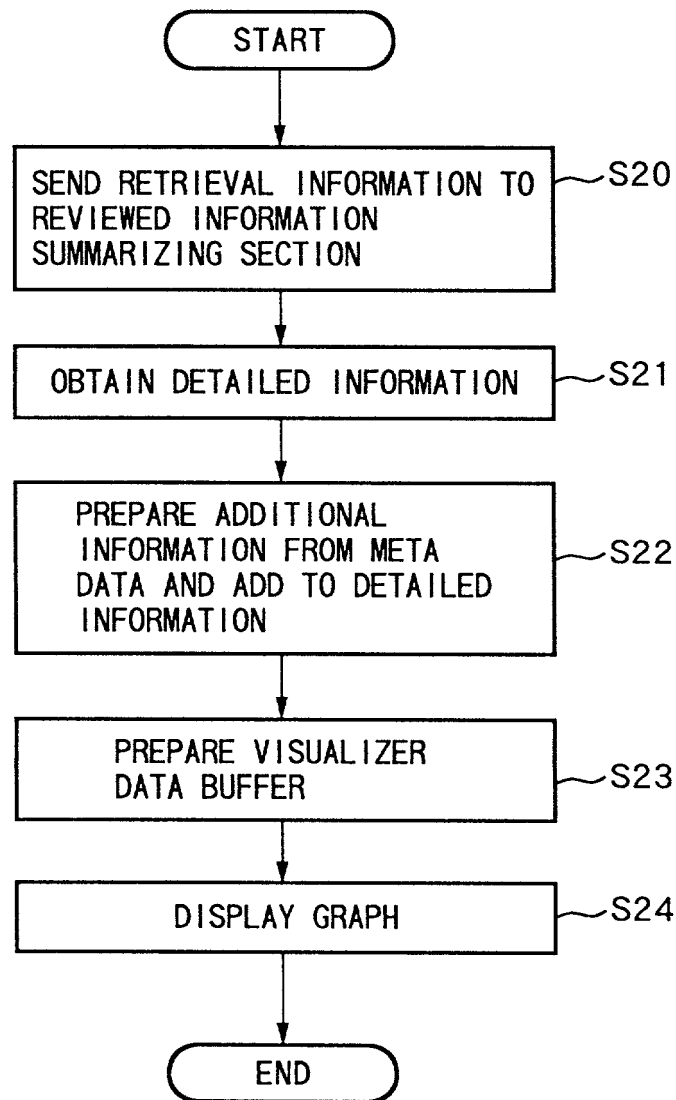 START
SEND RETRIEVAL INFORMATION TO
REVIEWED INFORMATION
SUMMARIZING SECTION
S20
OBTAIN DETAILED INFORMATION
S21
PREPARE ADDITIONAL
INFORMATION FROM META
DATA AND ADD TO DETAILED
INFORMATION
S22
PREPARE VISUALIZER
DATA BUFFER
S23
DISPLAY GRAPH
S24
END